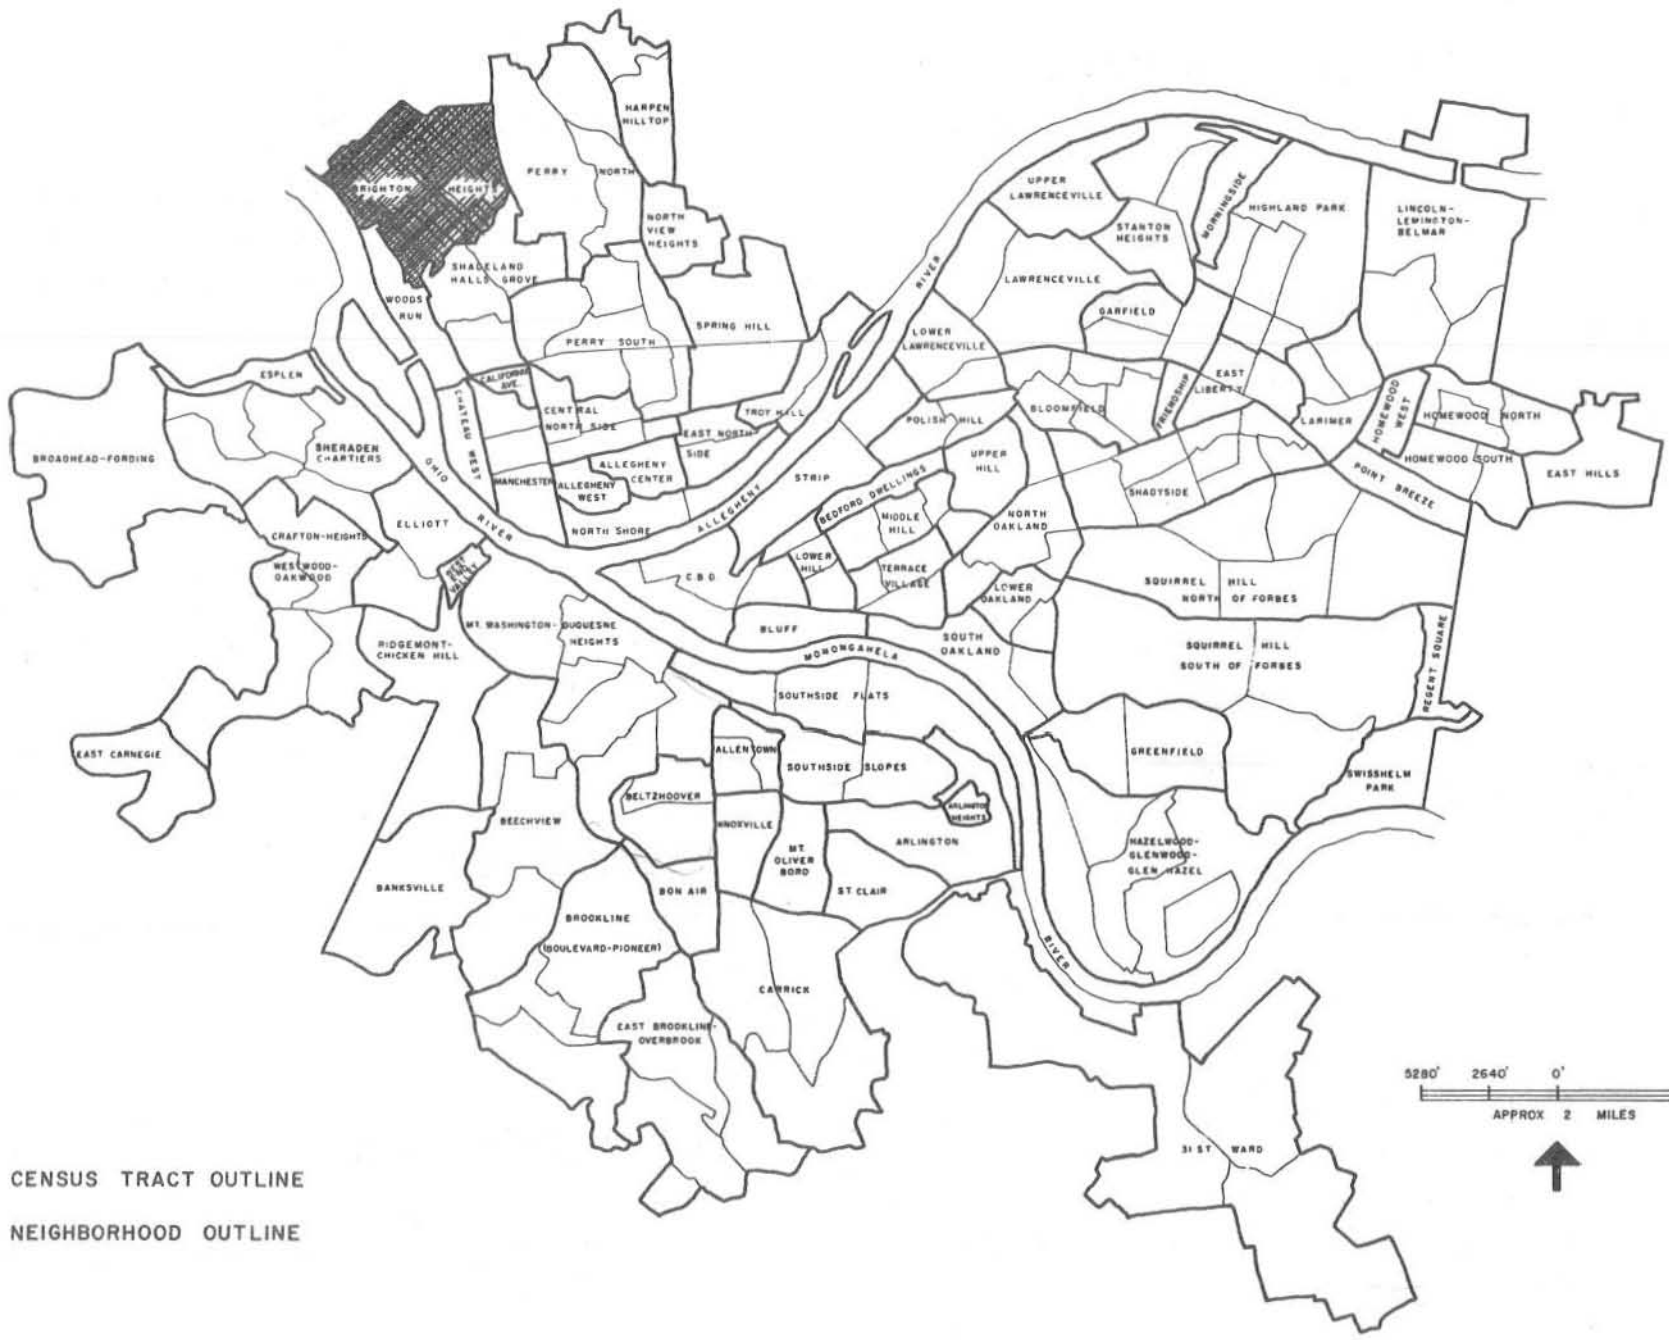 HARPEN
HILLTOP
PERRY NORTH
BRIGHTON HEIGHTS
NORTH
VIEW
HEIGHTS
SHADELAND
HALLS GROVE
WOODS
RUN
SPRING HILL
PERRY SOUTH
CALIFORNIA
AVE.
CHATEAU WEST
CENTRAL
NORTH SIDE
TROY HILL
EAST NORTH
SIDE
ALLEGHENY
CENTER
MANCHESTER
ALLEGHENY
WEST
NORTH SHORE
ESPLEN
BROADHEAD-FORDING
SHERADEN
CHARTIERS
OHIO
RIVER
ALLEGHENY
RIVER
ELLIOTT
CRAFTON-HEIGHTS
WESTWOOD-
OAKWOOD
WEST
END
VALLEY
RIDGEMONT-
CHICKEN HILL
EAST CARNEGIE
MT. WASHINGTON-DUQUESNE
HEIGHTS
UPPER
LAWRENCEVILLE
STANTON
HEIGHTS
MORNINGSIDE
HIGHLAND PARK
LINCOLN-
LEMINGTON-
BELMAR
LAWRENCEVILLE
GARFIELD
LOWER
LAWRENCEVILLE
BLOOMFIELD
FRIENDSHIP
EAST
LIBERTY
LARIMER
HOMEWOOD
WEST
HOMEWOOD NORTH
HOMEWOOD SOUTH
EAST HILLS
POINT BREEZE
POLISH HILL
UPPER
HILL
STRIP
BEDFORD DWELLINGS
MIDDLE
HILL
NORTH
OAKLAND
SHADYSIDE
LOWER
HILL
TERRACE
VILLAGE
C.B.D
LOWER
OAKLAND
BLUFF
SOUTH
OAKLAND
MONONGAHELA
RIVER
SQUIRREL HILL
NORTH OF FORBES
SQUIRREL HILL
SOUTH OF FORBES
REGENT SQUARE
GREENFIELD
SWISSHELM
PARK
HAZELWOOD-
GLENWOOD-
GLEN HAZEL
SOUTHSIDE FLATS
ALLENTOWN
SOUTHSIDE SLOPES
BELTZHOOVER
ARLINGTON
HEIGHTS
KNOXVILLE
ARLINGTON
MT.
OLIVER
BORO
ST CLAIR
BEECHVIEW
BANKSVILLE
BON AIR
BROOKLINE
(BOULEVARD-PIONEER)
CARRICK
EAST BROOKLINE-
OVERBROOK
31 ST WARD
5280' 2640' 0'
APPROX 2 MILES
CENSUS TRACT OUTLINE
NEIGHBORHOOD OUTLINE